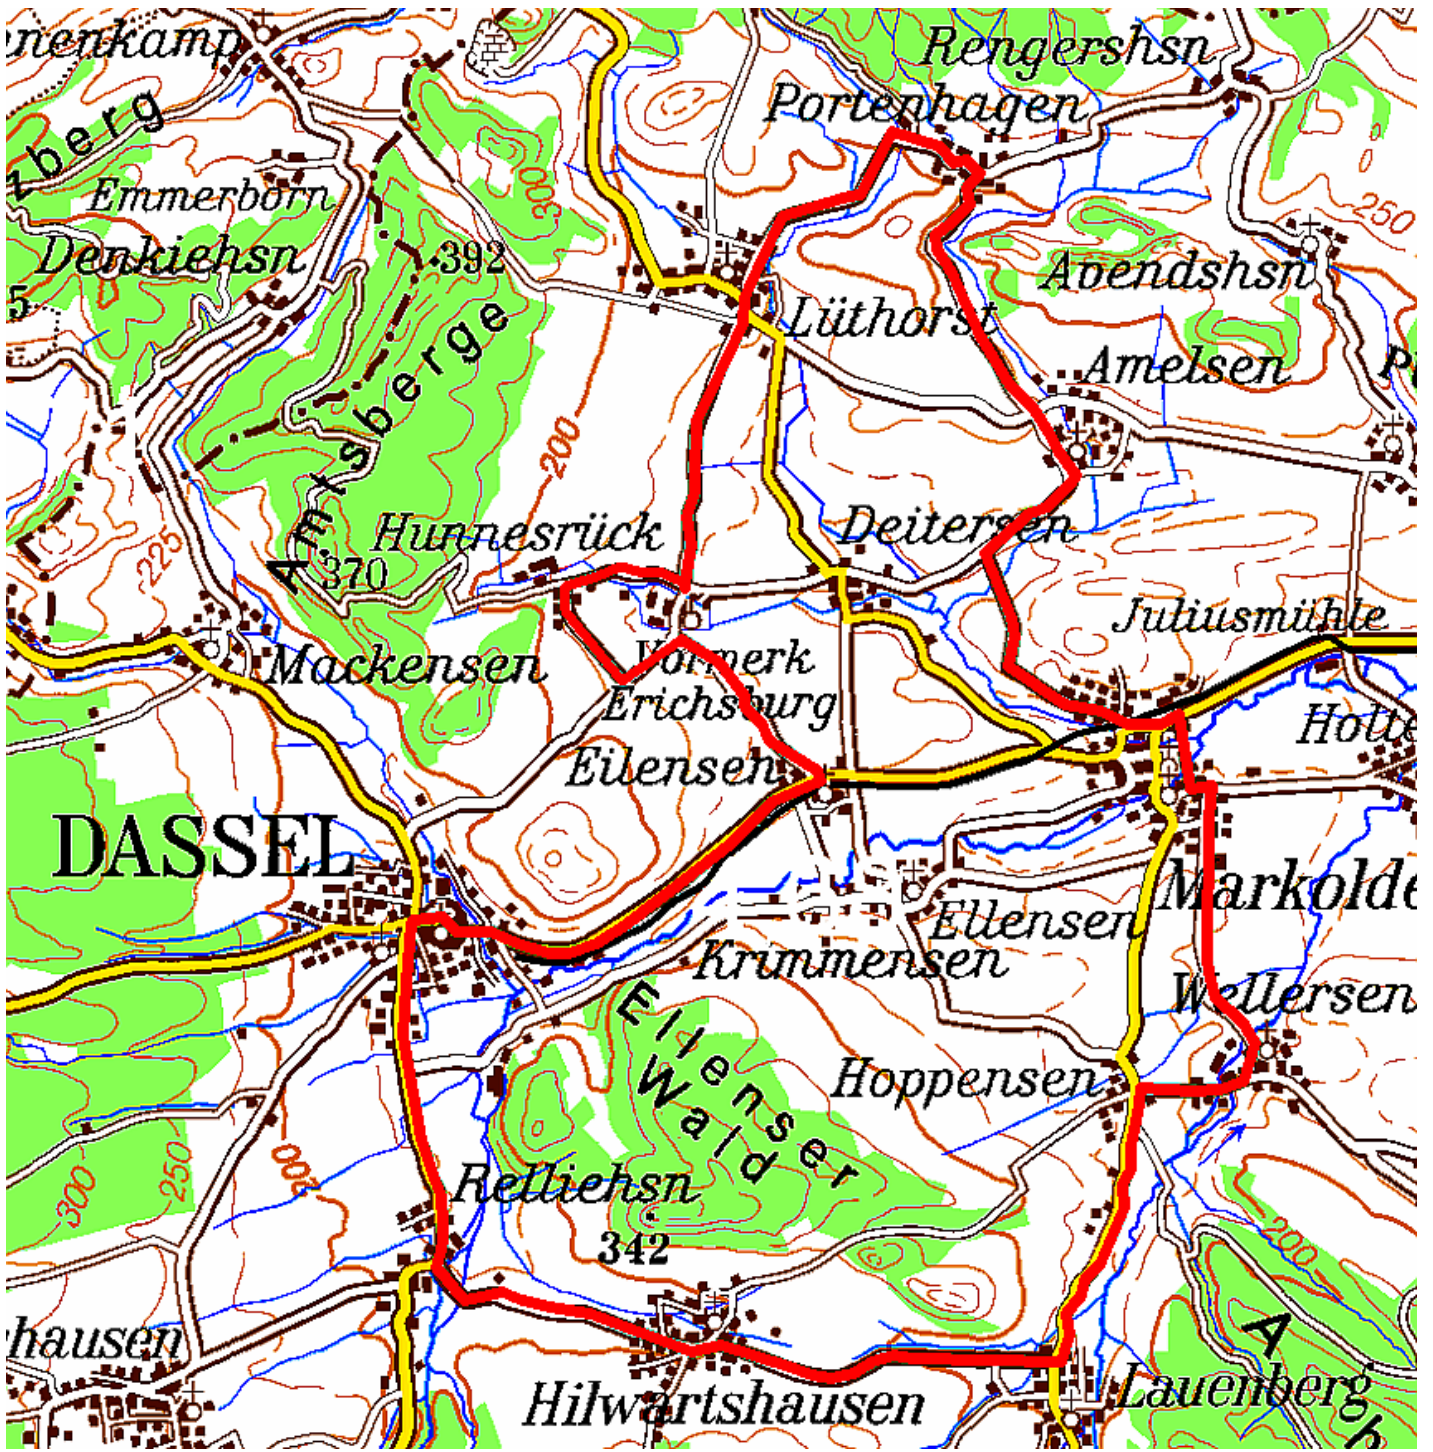 nenkamp
Rengershsn
Portenhagen
zberg
Emmerborn
300
250
Denkiehsn
392
Avendshsn
5
Lüthorst
Amelsen
Amtsberge
200
Hunnesrück
Deitersen
225
370
Juliusmühle
Mackensen
Vorwerk
Erichsburg
Holte
Eilensen
DASSEL
Markolde
Ellensen
Krimmensen
Wellersen
Ellenser
Wald
Hoppensen
200
250
300
Relliehsn
342
200
hausen
Hilwartshausen
Lauenberg